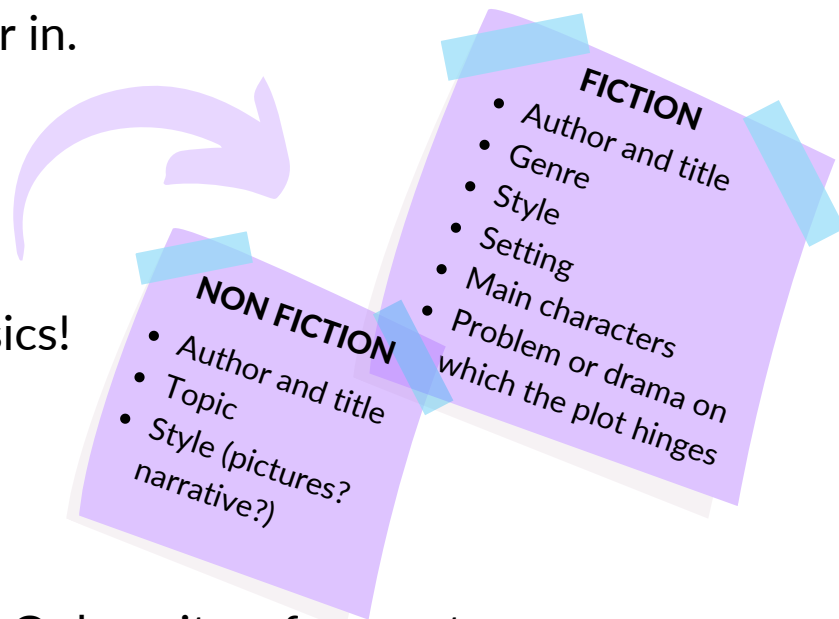 r in.
FICTION
• Author and title
• Genre
• Style
• Setting
• Main characters
• Problem or drama on
which the plot hinges
sics!
NON FICTION
• Author and title
• Topic
• Style (pictures?
narrative?)